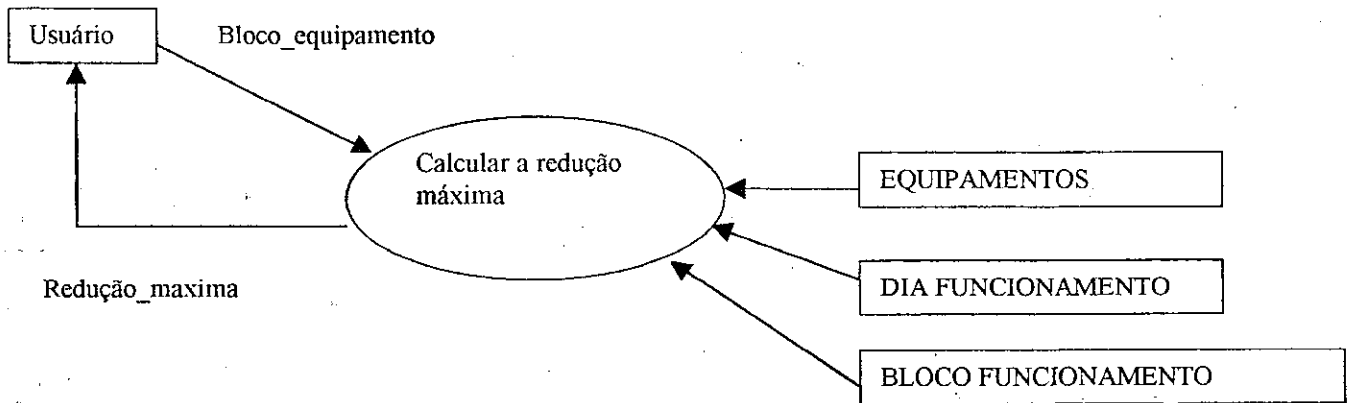 Usuário
Bloco_equipamento
Calcular a redução
máxima
EQUIPAMENTOS
DIA FUNCIONAMENTO
Redução_maxima
BLOCO FUNCIONAMENTO